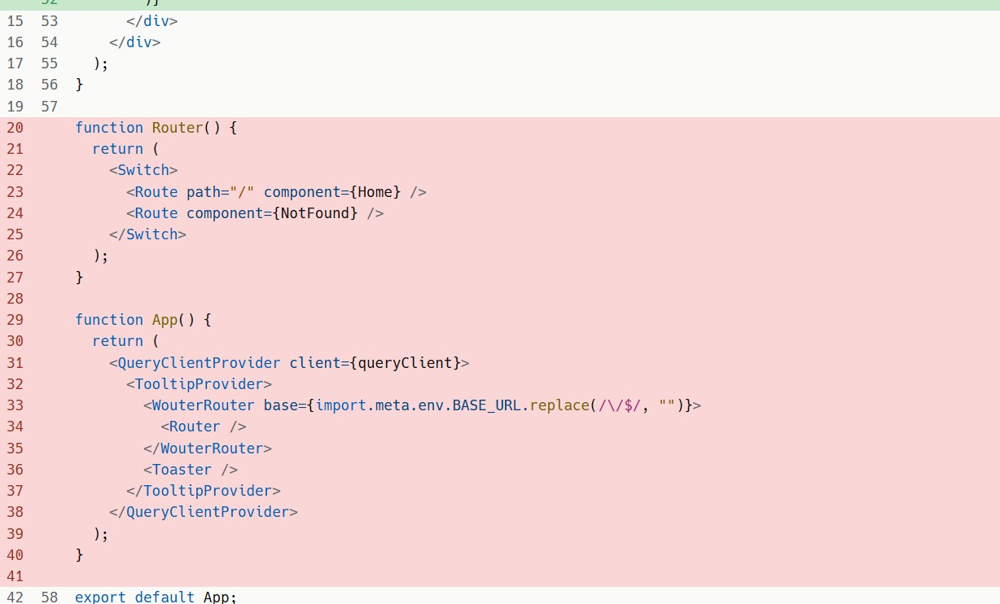 52         )}
15 53         </div>
16 54       </div>
17 55     );
18 56   }
19 57
20   function Router() {
21     return (
22       <Switch>
23         <Route path="/" component={Home} />
24         <Route component={NotFound} />
25       </Switch>
26     );
27   }
28
29   function App() {
30     return (
31       <QueryClientProvider client={queryClient}>
32         <TooltipProvider>
33           <WouterRouter base={import.meta.env.BASE_URL.replace(/\/$/, "")}>
34             <Router />
35           </WouterRouter>
36           <Toaster />
37         </TooltipProvider>
38       </QueryClientProvider>
39     );
40   }
41
42 58   export default App;